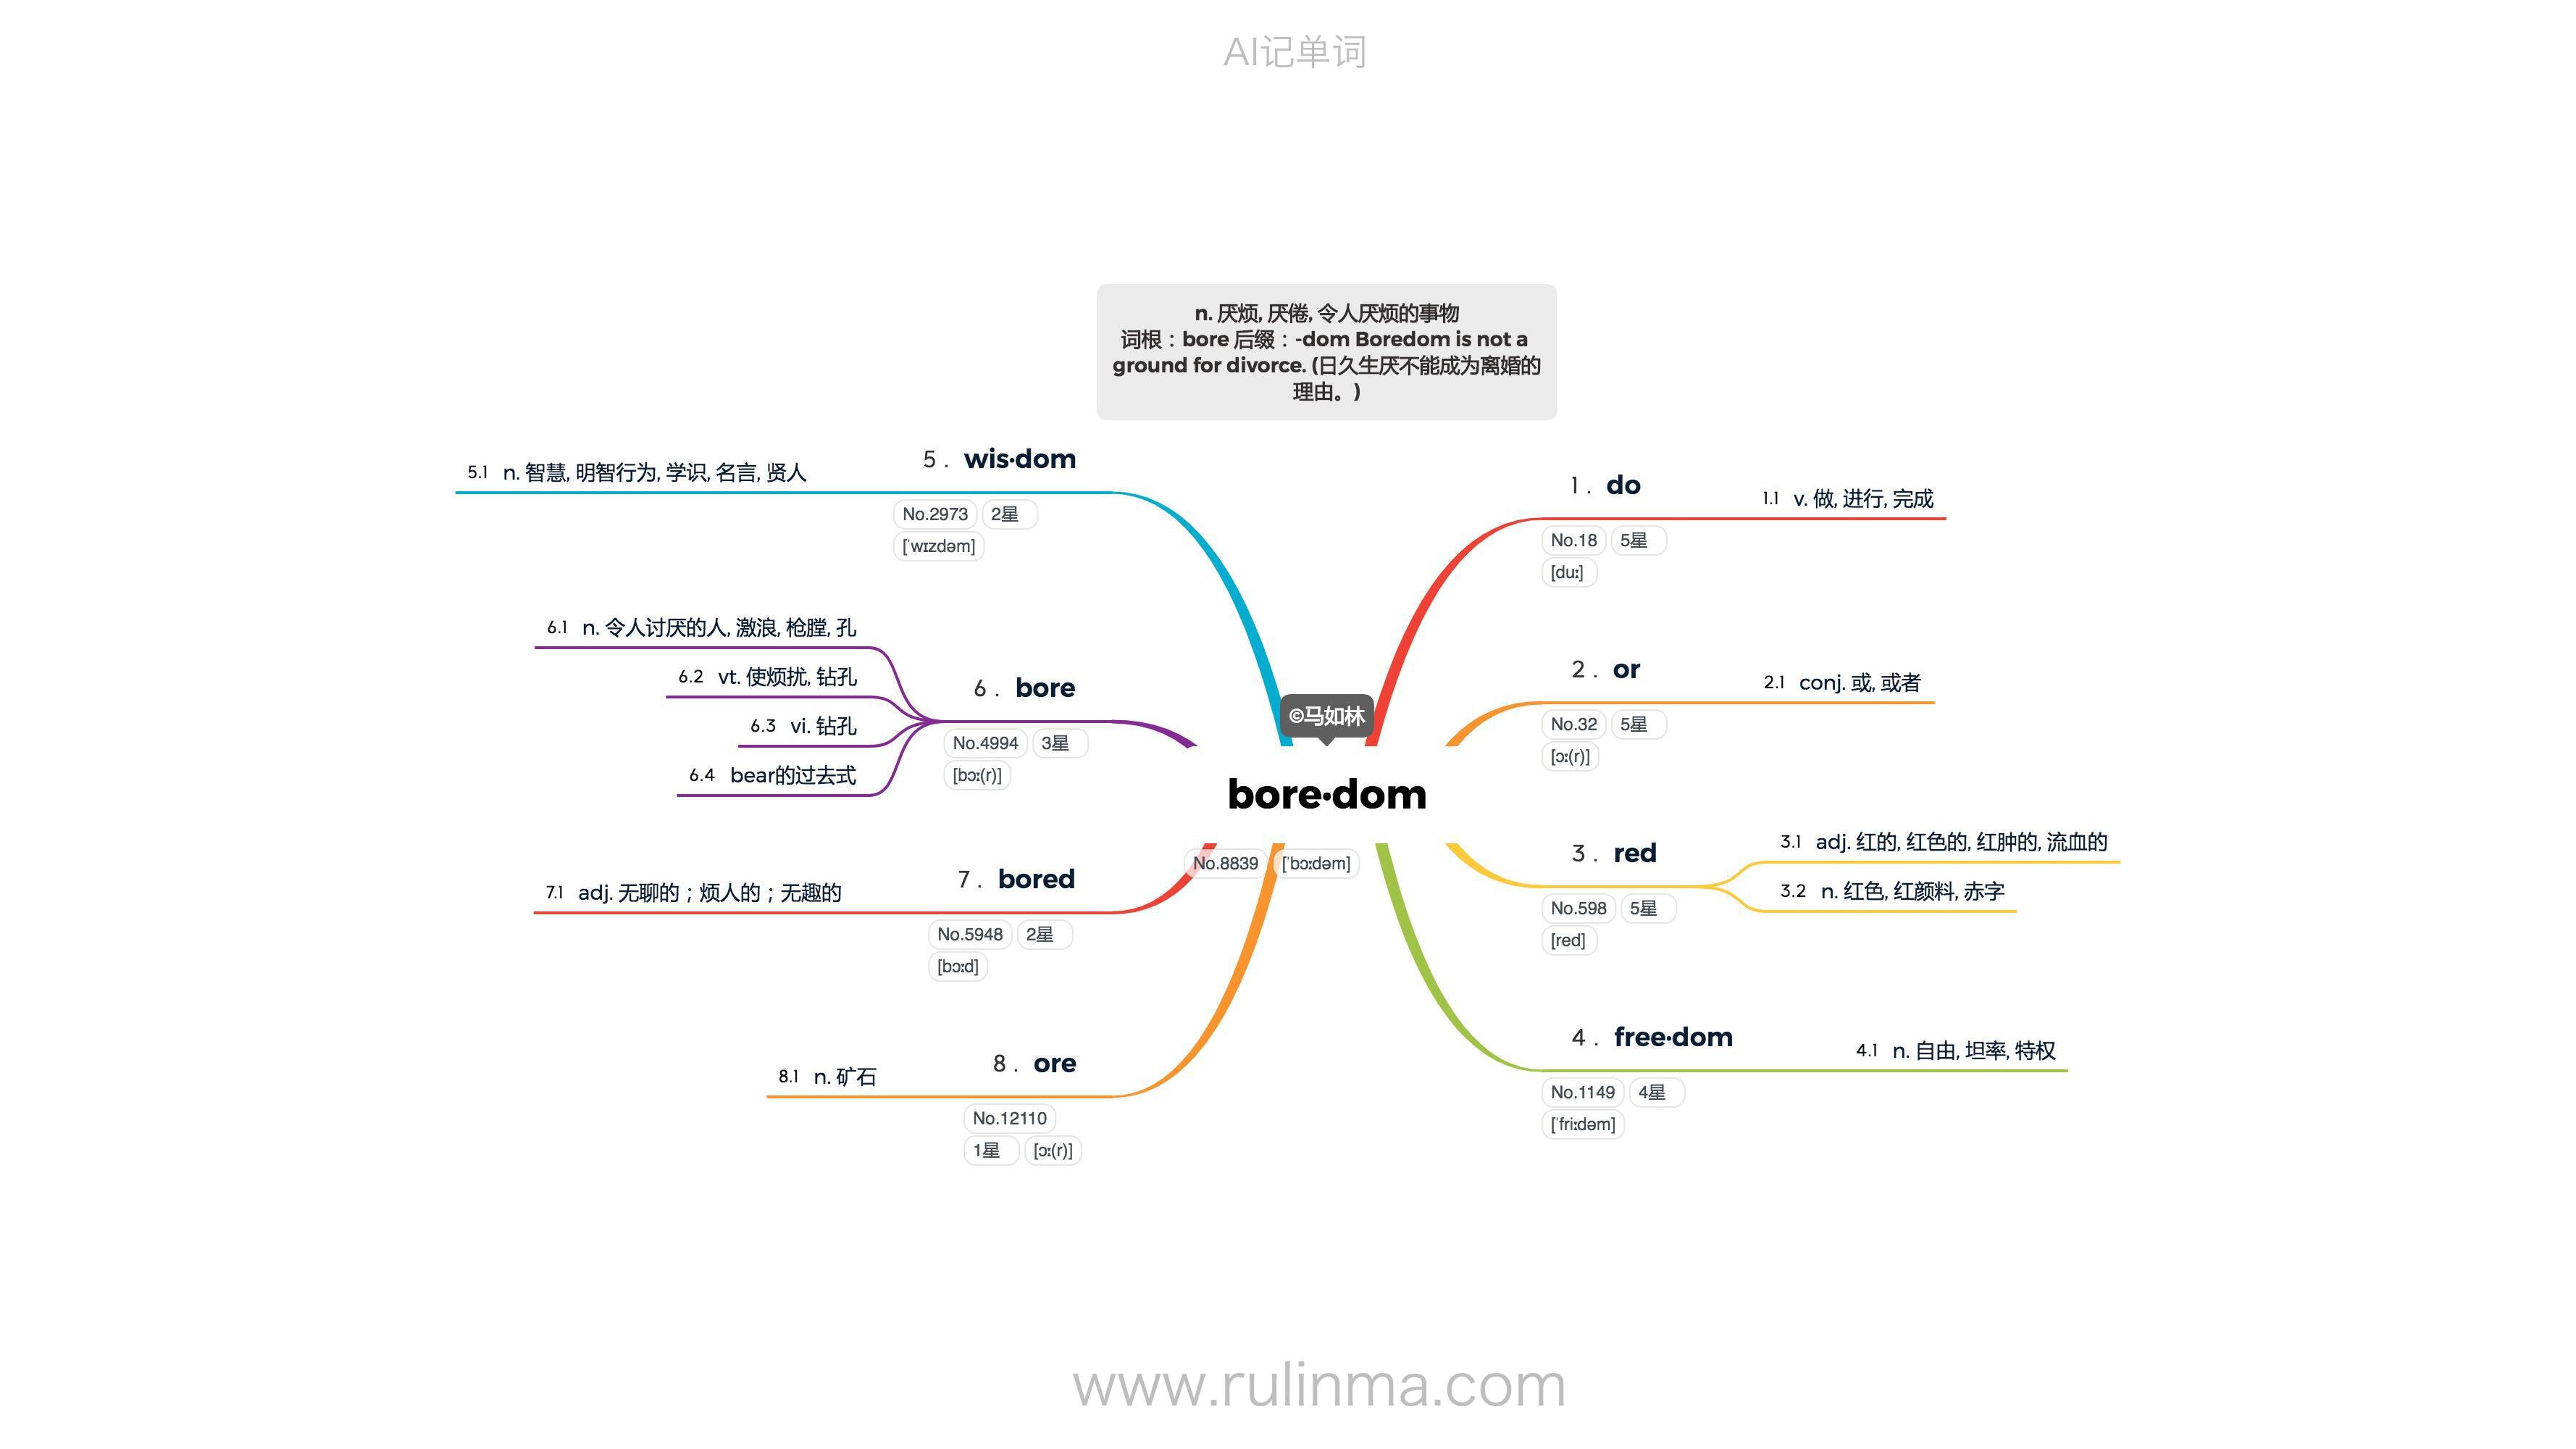 AI记单词
n. 厌烦, 厌倦, 令人厌烦的事物
词根：bore 后缀：-dom Boredom is not a
ground for divorce. (日久生厌不能成为离婚的
理由。)
©马如林
bore·dom
No.8839 ['bɔːdəm]
1 . do
No.18 5星
[duː]
1.1 v. 做, 进行, 完成
2 . or
No.32 5星
[ɔː(r)]
2.1 conj. 或, 或者
3 . red
No.598 5星
[red]
3.1 adj. 红的, 红色的, 红肿的, 流血的
3.2 n. 红色, 红颜料, 赤字
4 . free·dom
No.1149 4星
['friːdəm]
4.1 n. 自由, 坦率, 特权
5 . wis·dom
No.2973 2星
['wɪzdəm]
5.1 n. 智慧, 明智行为, 学识, 名言, 贤人
6 . bore
No.4994 3星
[bɔː(r)]
6.1 n. 令人讨厌的人, 激浪, 枪膛, 孔
6.2 vt. 使烦扰, 钻孔
6.3 vi. 钻孔
6.4 bear的过去式
7 . bored
No.5948 2星
[bɔːd]
7.1 adj. 无聊的；烦人的；无趣的
8 . ore
No.12110
1星 [ɔː(r)]
8.1 n. 矿石
www.rulinma.com